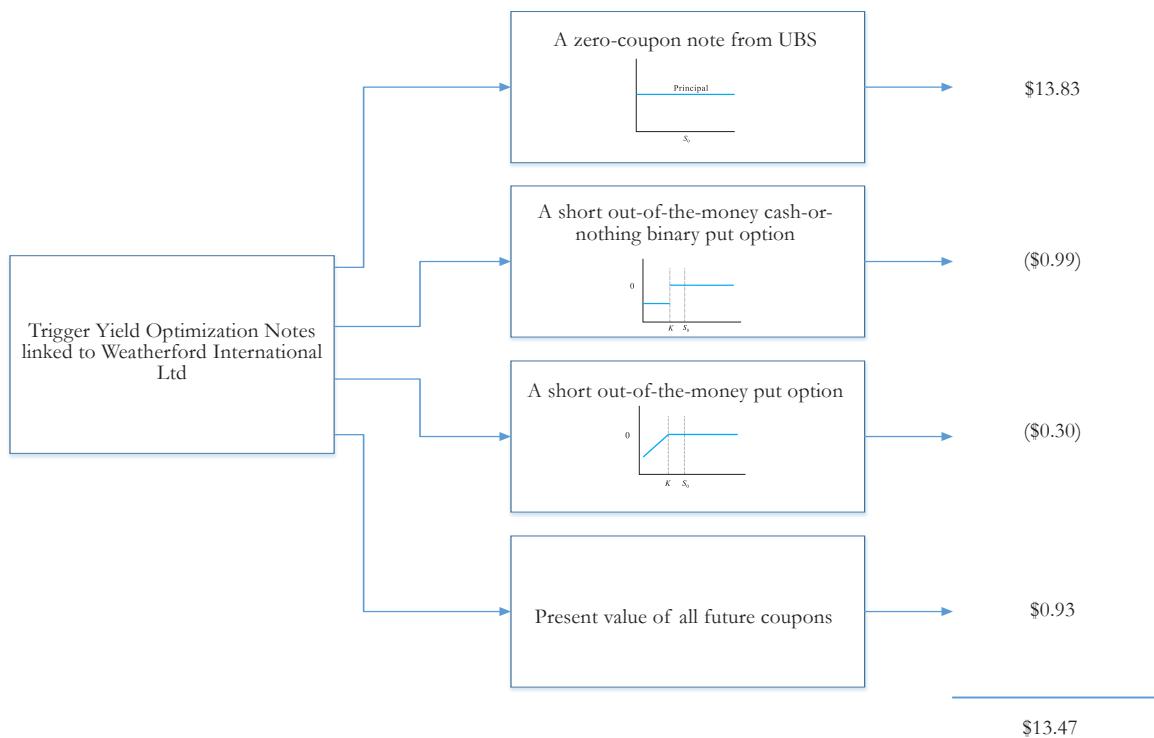 A zero-coupon note from UBS
Principal
S0
$13.83
A short out-of-the-money cash-or-
nothing binary put option
0
K
S0
($0.99)
Trigger Yield Optimization Notes
linked to Weatherford International
Ltd
A short out-of-the-money put option
0
K
S0
($0.30)
Present value of all future coupons
$0.93
$13.47